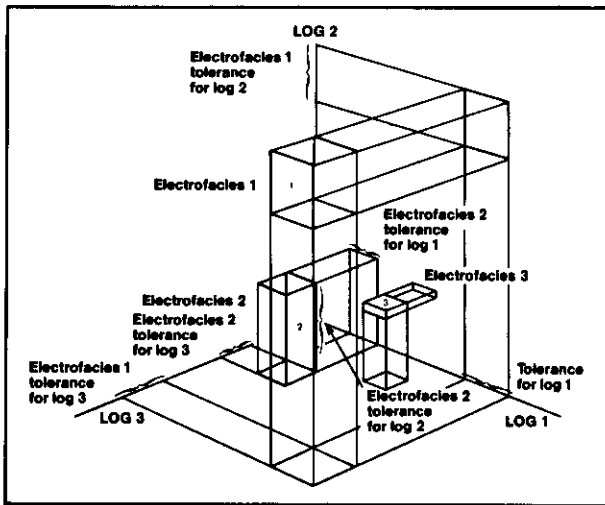 LOG 2
Electrofacies 1
tolerance
for log 2
Electrofacies 1
1
Electrofacies 2
tolerance
for log 1
Electrofacies 3
3
Electrofacies 2
2
Electrofacies 2
tolerance
for log 3
Electrofacies 1
tolerance
for log 3
LOG 3
Electrofacies 2
tolerance
for log 2
Tolerance
for log 1
LOG 1